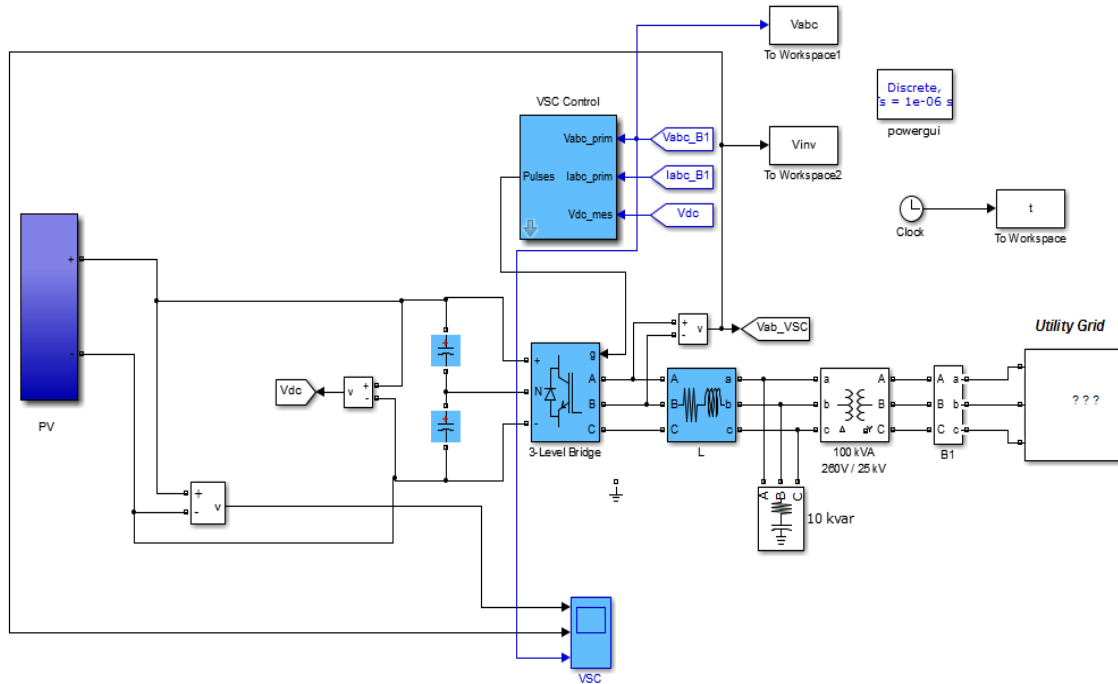 Vabc
To Workspace1
Discrete,
s = 1e-06 s
powergui
VSC Control
Vabc_prim
Vabc_B1
Vinv
To Workspace2
Pulses
Iabc_prim
Iabc_B1
Vdc_mes
Vdc
t
Clock
To Workspace
+
-
PV
Vdc
v
+
-
+
-
v
+
N
-
g
A
B
C
3-Level Bridge
+
-
v
Vab_VSC
A
B
C
a
b
c
L
a
b
c
A
B
C
Δ
Y
100 kVA
260V / 25 kV
A
B
C
a
b
c
B1
Utility Grid
? ? ?
A
B
C
10 kvar
VSC